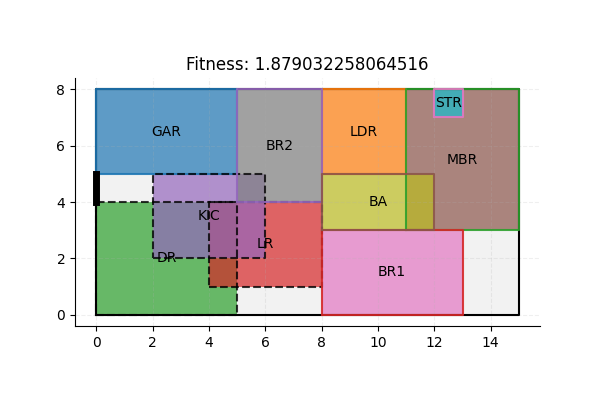 Fitness: 1.879032258064516
8
6
4
2
0
GAR
BR2
LDR
STR
MBR
BA
KIC
LR
DR
BR1
0 2 4 6 8 10 12 14